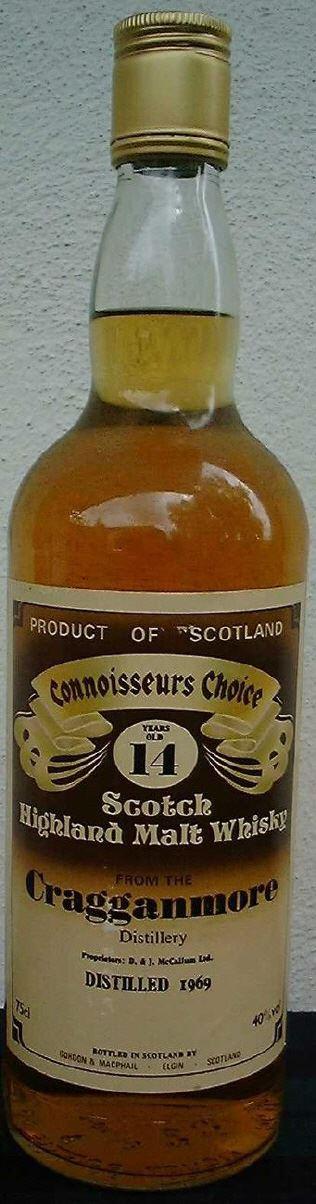 PRODUCT OF SCOTLAND
Connoisseurs Choice
YEARS
OLD
14
Scotch
Highland Malt Whisky
FROM THE
Cragganmore
Distillery
Proprietors: D. & J. McCallum Ltd.
DISTILLED 1969
75cl
40% vol
BOTTLED IN SCOTLAND BY
GORDON & MACPHAIL · ELGIN · SCOTLAND